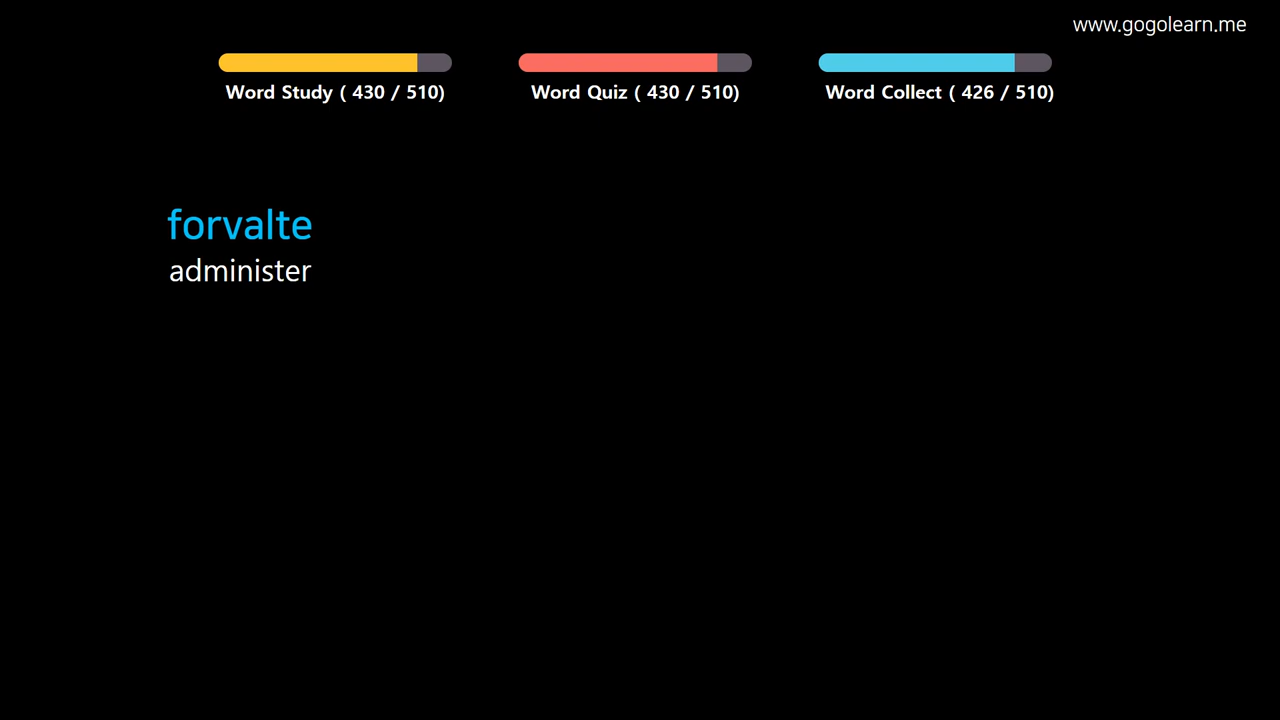 www.gogolearn.me
Word Study ( 430 / 510)
Word Quiz ( 430 / 510)
Word Collect ( 426 / 510)
forvalte
administer